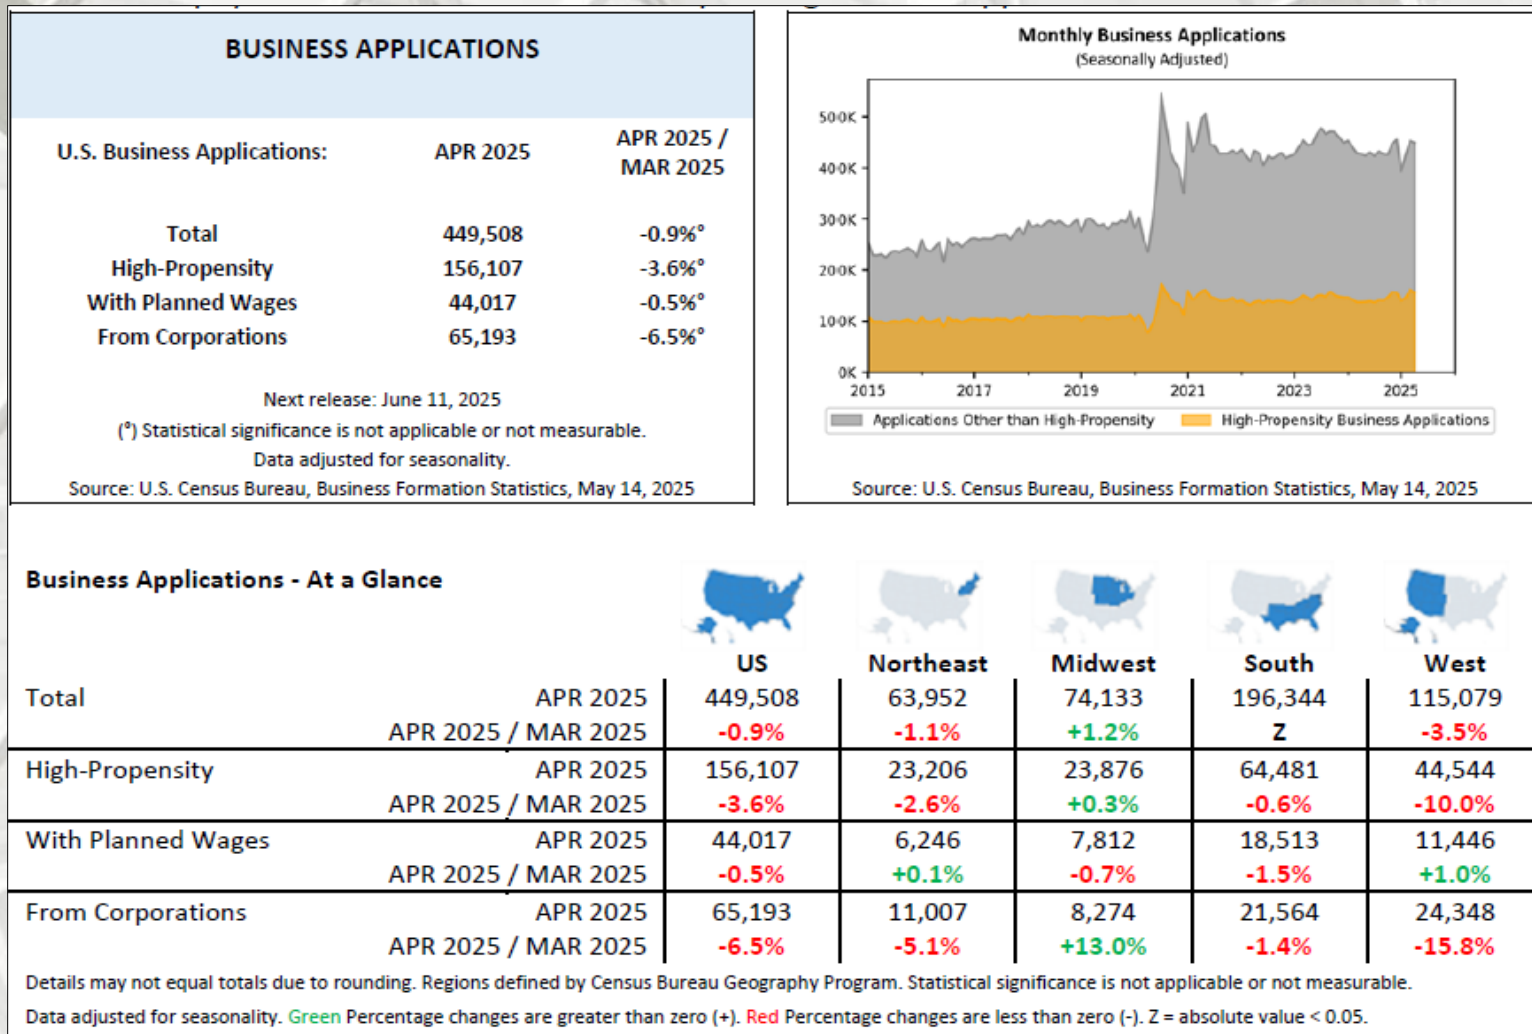 BUSINESS APPLICATIONS
U.S. Business Applications: APR 2025 APR 2025 / MAR 2025
Total 449,508 -0.9%°
High-Propensity 156,107 -3.6%°
With Planned Wages 44,017 -0.5%°
From Corporations 65,193 -6.5%°
Next release: June 11, 2025
(°) Statistical significance is not applicable or not measurable.
Data adjusted for seasonality.
Source: U.S. Census Bureau, Business Formation Statistics, May 14, 2025
Monthly Business Applications
(Seasonally Adjusted)
500K
400K
300K
200K
100K
0K
2015 2017 2019 2021 2023 2025
Applications Other than High-Propensity High-Propensity Business Applications
Source: U.S. Census Bureau, Business Formation Statistics, May 14, 2025
Business Applications - At a Glance
US Northeast Midwest South West
Total APR 2025 449,508 63,952 74,133 196,344 115,079
APR 2025 / MAR 2025 -0.9% -1.1% +1.2% Z -3.5%
High-Propensity APR 2025 156,107 23,206 23,876 64,481 44,544
APR 2025 / MAR 2025 -3.6% -2.6% +0.3% -0.6% -10.0%
With Planned Wages APR 2025 44,017 6,246 7,812 18,513 11,446
APR 2025 / MAR 2025 -0.5% +0.1% -0.7% -1.5% +1.0%
From Corporations APR 2025 65,193 11,007 8,274 21,564 24,348
APR 2025 / MAR 2025 -6.5% -5.1% +13.0% -1.4% -15.8%
Details may not equal totals due to rounding. Regions defined by Census Bureau Geography Program. Statistical significance is not applicable or not measurable.
Data adjusted for seasonality. Green Percentage changes are greater than zero (+). Red Percentage changes are less than zero (-). Z = absolute value < 0.05.